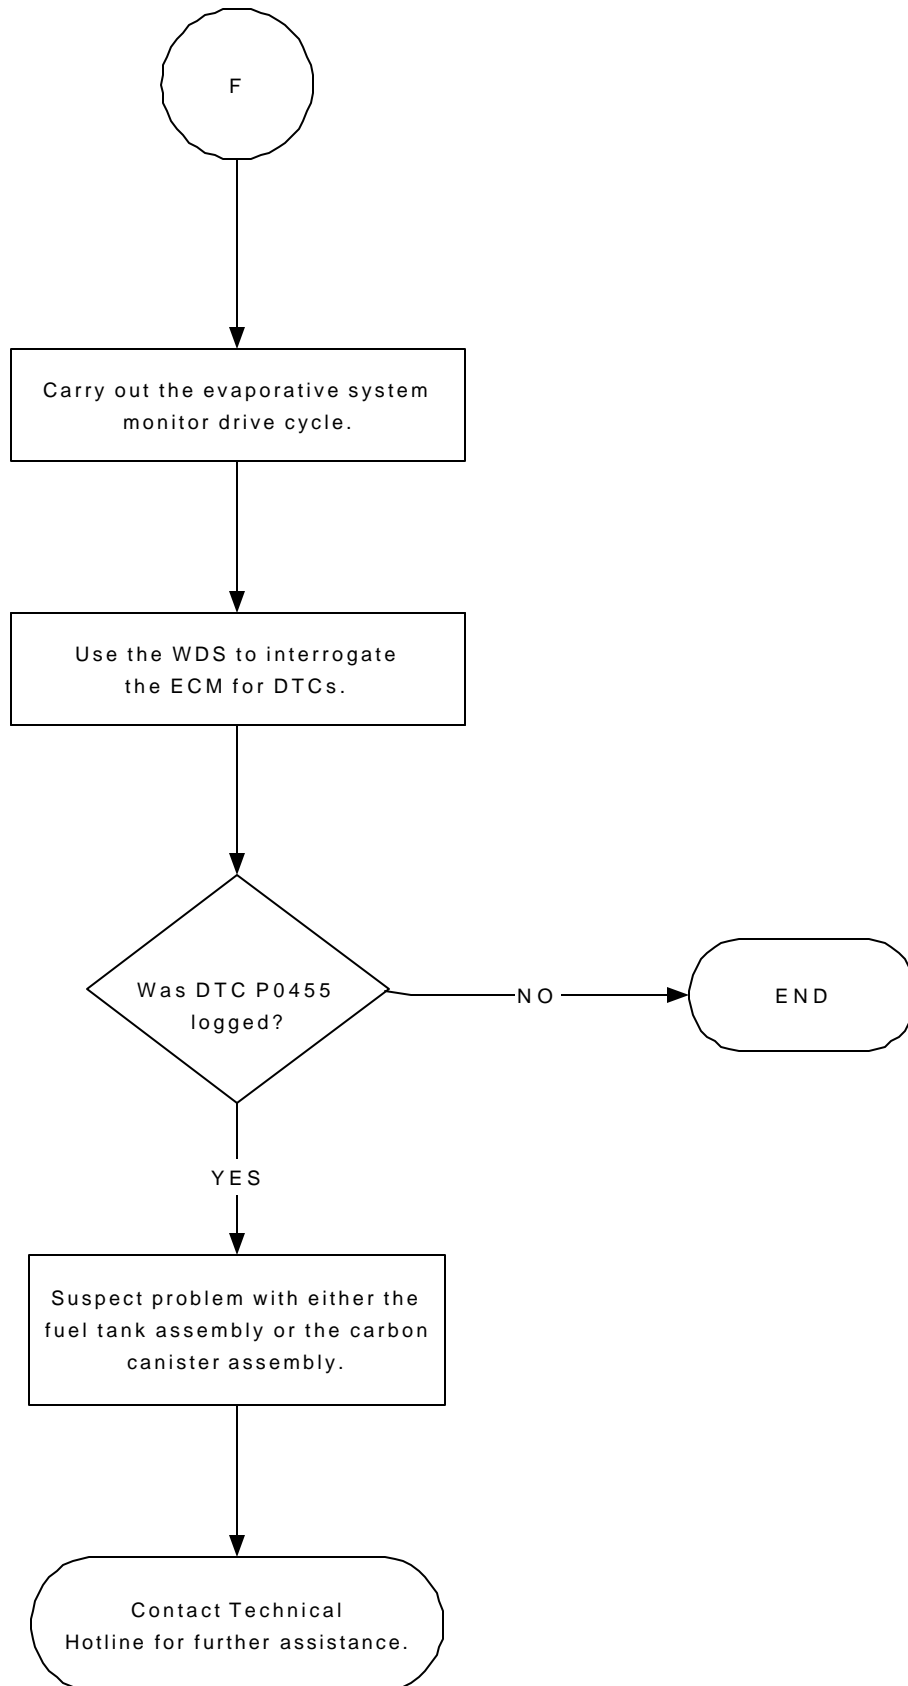 F
Carry out the evaporative system
monitor drive cycle.
Use the WDS to interrogate
the ECM for DTCs.
Was DTC P0455
logged?
NO
END
YES
Suspect problem with either the
fuel tank assembly or the carbon
canister assembly.
Contact Technical
Hotline for further assistance.